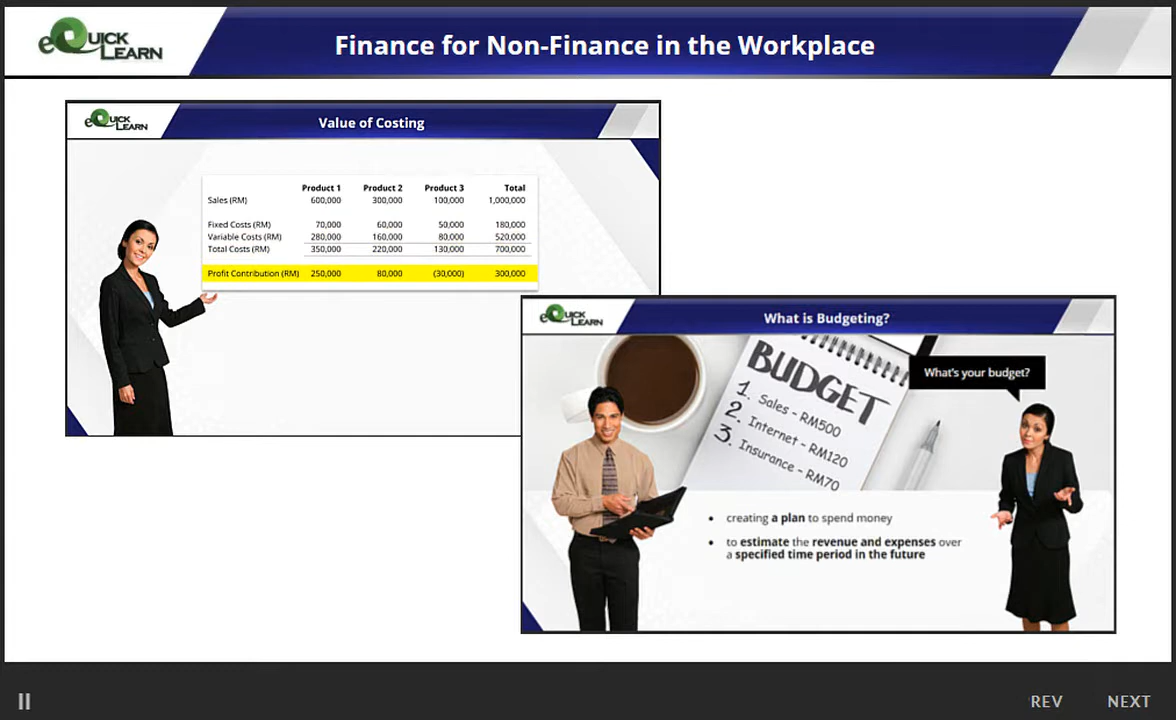 eQUICK LEARN
Finance for Non-Finance in the Workplace
eQUICK LEARN
Value of Costing
Product 1 Product 2 Product 3 Total
Sales (RM) 600,000 300,000 100,000 1,000,000
Fixed Costs (RM) 70,000 60,000 50,000 180,000
Variable Costs (RM) 280,000 160,000 80,000 520,000
Total Costs (RM) 350,000 220,000 130,000 700,000
Profit Contribution (RM) 250,000 80,000 (30,000) 300,000
eQUICK LEARN
What is Budgeting?
BUDGET
1. Sales - RM500
2. Internet - RM120
3. Insurance - RM70
What's your budget?
• creating a plan to spend money
• to estimate the revenue and expenses over
a specified time period in the future
REV NEXT